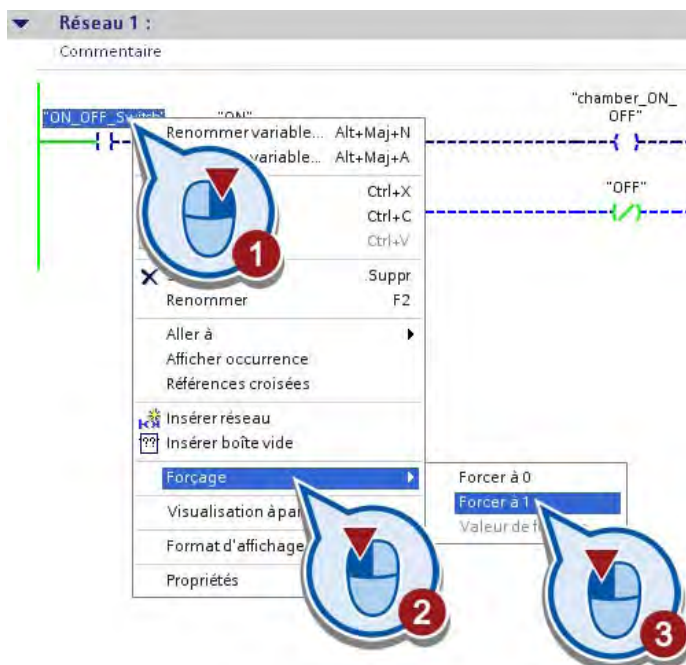 Réseau 1 :
Commentaire
"ON_OFF_Switch" "ON"
"chamber_ON_
OFF"
"OFF"
Renommer variable... Alt+Maj+N
variable... Alt+Maj+A
Ctrl+X
Ctrl+C
Ctrl+V
Suppr
Renommer F2
Aller à
Afficher occurrence
Références croisées
Insérer réseau
?? Insérer boîte vide
Forçage
Visualisation à par
Format d'affichage
Propriétés
Forcer à 0
Forcer à 1
Valeur de f
1
2
3